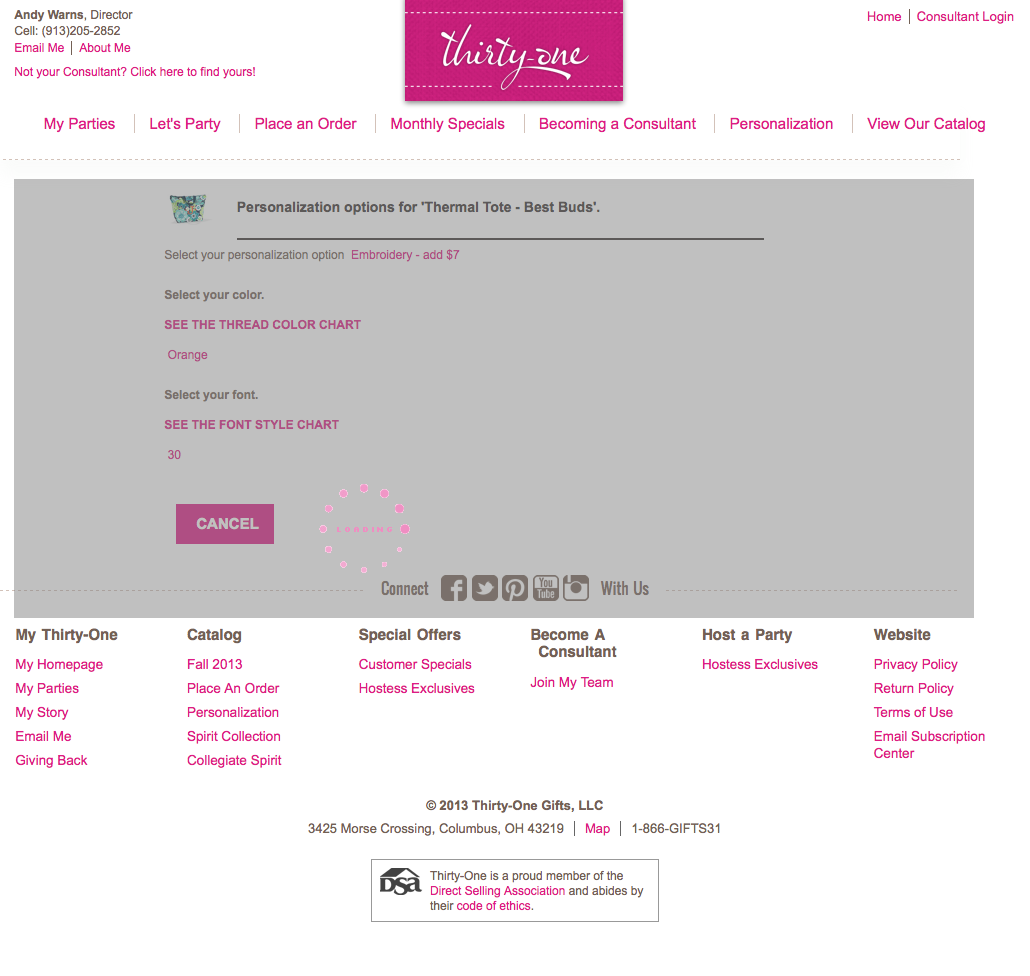 Andy Warns, Director
Cell: (913)205-2852
Email Me | About Me
Not your Consultant? Click here to find yours!
thirty-one
Home | Consultant Login
My Parties
Let's Party
Place an Order
Monthly Specials
Becoming a Consultant
Personalization
View Our Catalog
Personalization options for 'Thermal Tote - Best Buds'.
Select your personalization option Embroidery - add $7
Select your color.
SEE THE THREAD COLOR CHART
Orange
Select your font.
SEE THE FONT STYLE CHART
30
CANCEL
LOADING
Connect
You
Tube
With Us
My Thirty-One
My Homepage
My Parties
My Story
Email Me
Giving Back
Catalog
Fall 2013
Place An Order
Personalization
Spirit Collection
Collegiate Spirit
Special Offers
Customer Specials
Hostess Exclusives
Become A
Consultant
Join My Team
Host a Party
Hostess Exclusives
Website
Privacy Policy
Return Policy
Terms of Use
Email Subscription
Center
© 2013 Thirty-One Gifts, LLC
3425 Morse Crossing, Columbus, OH 43219 | Map | 1-866-GIFTS31
DSA
Thirty-One is a proud member of the
Direct Selling Association and abides by
their code of ethics.